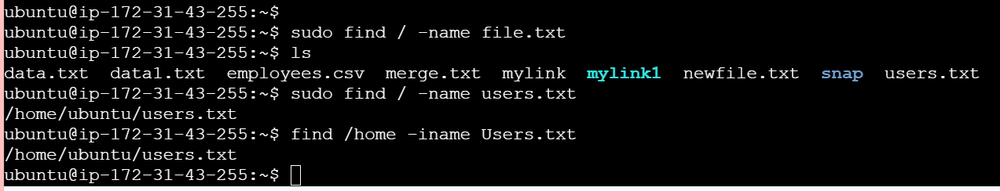 ubuntu@ip-172-31-43-255:~$
ubuntu@ip-172-31-43-255:~$ sudo find / -name file.txt
ubuntu@ip-172-31-43-255:~$ ls
data.txt  data1.txt  employees.csv  merge.txt  mylink  mylink1  newfile.txt  snap  users.txt
ubuntu@ip-172-31-43-255:~$ sudo find / -name users.txt
/home/ubuntu/users.txt
ubuntu@ip-172-31-43-255:~$ find /home -iname Users.txt
/home/ubuntu/users.txt
ubuntu@ip-172-31-43-255:~$